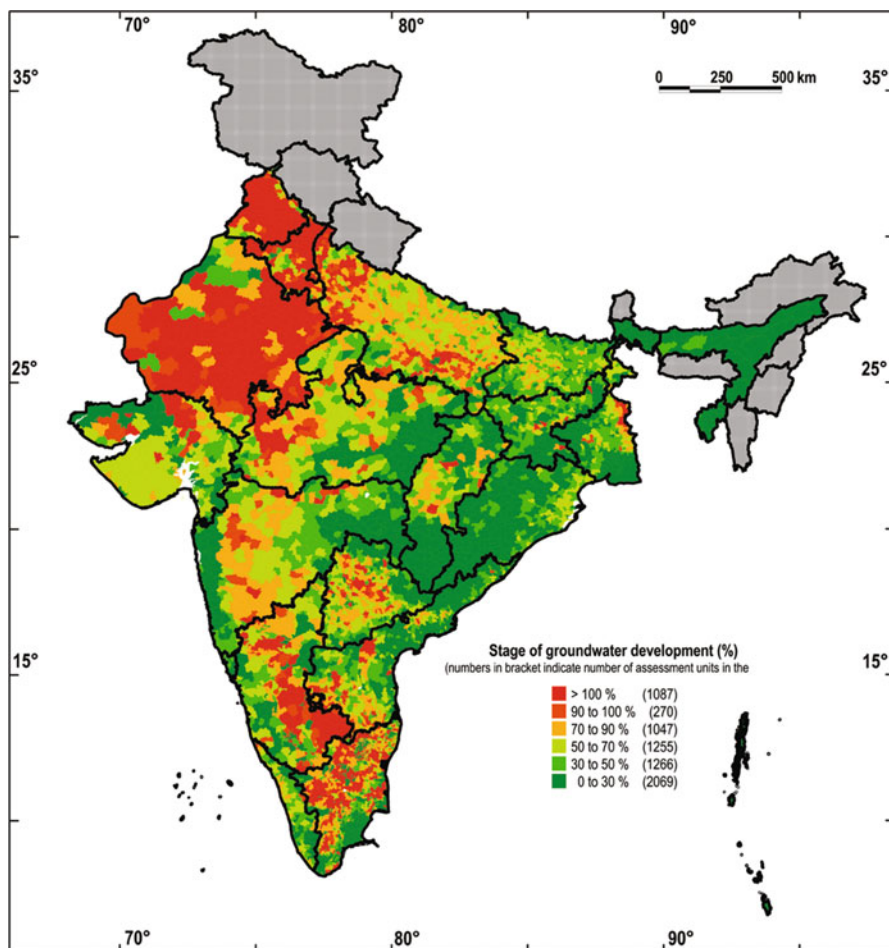 70° 80° 90°
35° 35°
0 250 500 km
25° 25°
15° 15°
Stage of groundwater development (%)
(numbers in bracket indicate number of assessment units in the
> 100 % (1087)
90 to 100 % (270)
70 to 90 % (1047)
50 to 70 % (1255)
30 to 50 % (1266)
0 to 30 % (2069)
70° 80° 90°